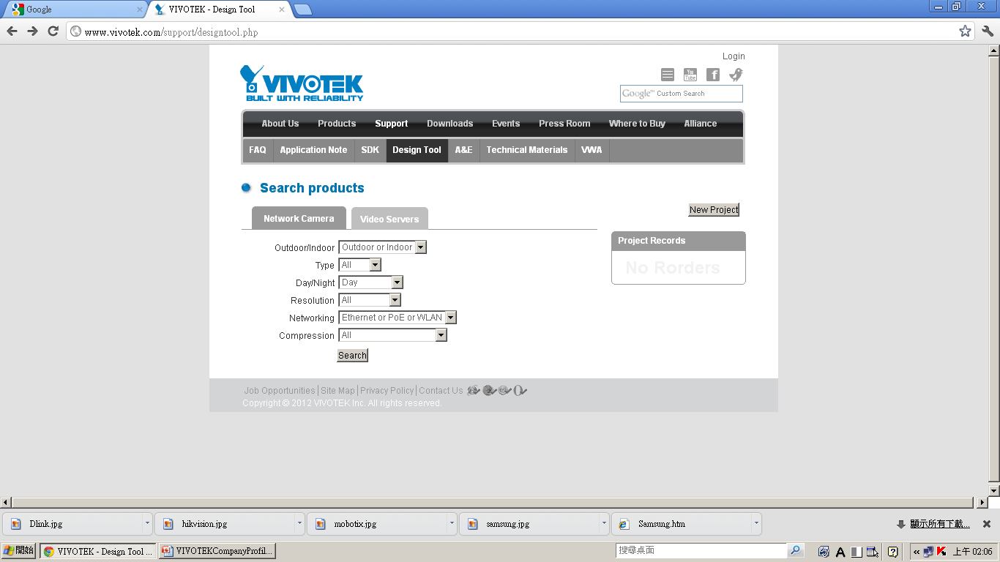 Google
VIVOTEK - Design Tool
www.vivotek.com/support/designtool.php
Login
VIVOTEK
BUILT WITH RELIABILITY
You Tube
f
Google™ Custom Search
About Us Products Support Downloads Events Press Room Where to Buy Alliance
FAQ Application Note SDK Design Tool A&E Technical Materials VWA
Search products
New Project
Network Camera Video Servers
Project Records
No Rorders
Outdoor/Indoor Outdoor or Indoor
Type All
Day/Night Day
Resolution All
Networking Ethernet or PoE or WLAN
Compression All
Search
Job Opportunities | Site Map | Privacy Policy | Contact Us
Copyright © 2012 VIVOTEK Inc. All rights reserved.
Dlink.jpg hikvision.jpg mobotix.jpg samsung.jpg Samsung.htm 顯示所有下載...
開始 VIVOTEK - Design Tool ... VIVOTEKCompanyProfil... 搜尋桌面 A « 上午 02:06